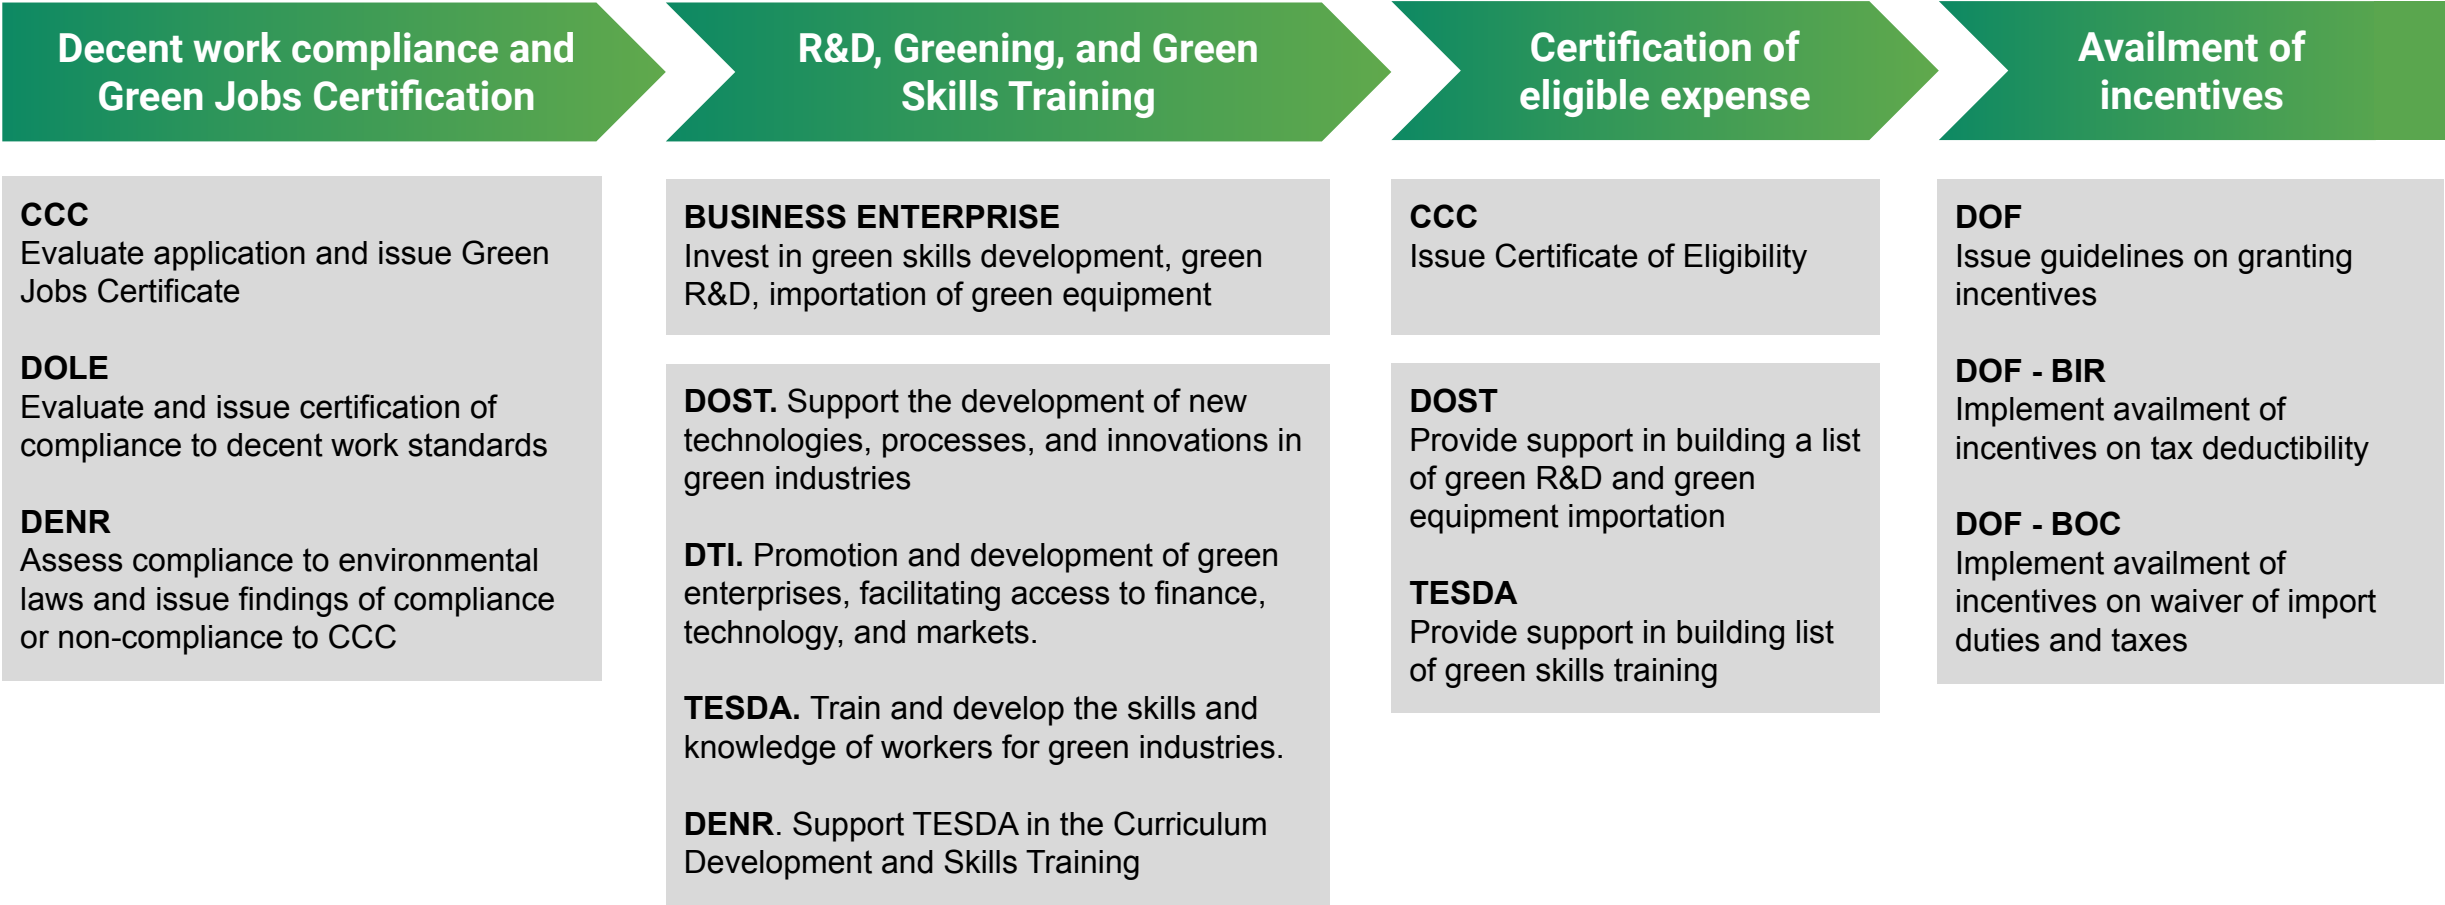 Decent work compliance and
Green Jobs Certification
CCC
Evaluate application and issue Green
Jobs Certificate
DOLE
Evaluate and issue certification of
compliance to decent work standards
DENR
Assess compliance to environmental
laws and issue findings of compliance
or non-compliance to CCC
R&D, Greening, and Green
Skills Training
BUSINESS ENTERPRISE
Invest in green skills development, green
R&D, importation of green equipment
DOST. Support the development of new
technologies, processes, and innovations in
green industries
DTI. Promotion and development of green
enterprises, facilitating access to finance,
technology, and markets.
TESDA. Train and develop the skills and
knowledge of workers for green industries.
DENR. Support TESDA in the Curriculum
Development and Skills Training
Certification of
eligible expense
CCC
Issue Certificate of Eligibility
DOST
Provide support in building a list
of green R&D and green
equipment importation
TESDA
Provide support in building list
of green skills training
Availment of
incentives
DOF
Issue guidelines on granting
incentives
DOF - BIR
Implement availment of
incentives on tax deductibility
DOF - BOC
Implement availment of
incentives on waiver of import
duties and taxes